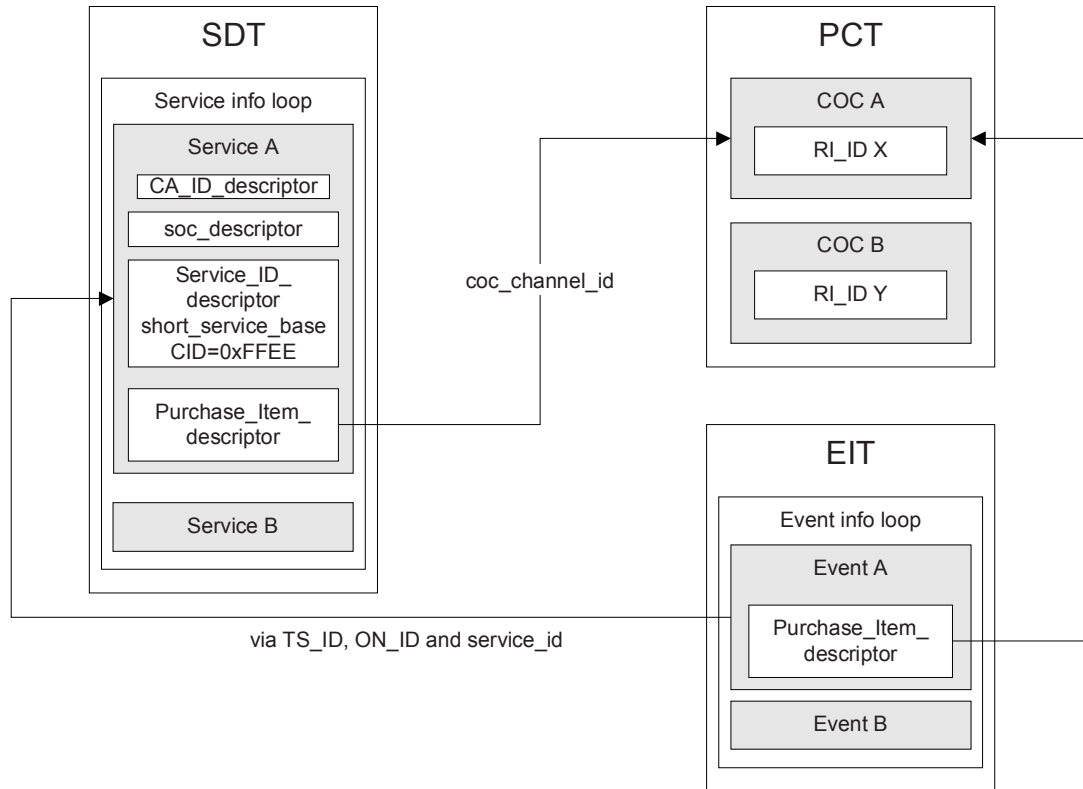 SDT
Service info loop
Service A
CA_ID_descriptor
soc_descriptor
Service_ID_
descriptor
short_service_base
CID=0xFFEE
Purchase_Item_
descriptor
Service B
coc_channel_id
PCT
COC A
RI_ID X
COC B
RI_ID Y
EIT
Event info loop
Event A
Purchase_Item_
descriptor
Event B
via TS_ID, ON_ID and service_id